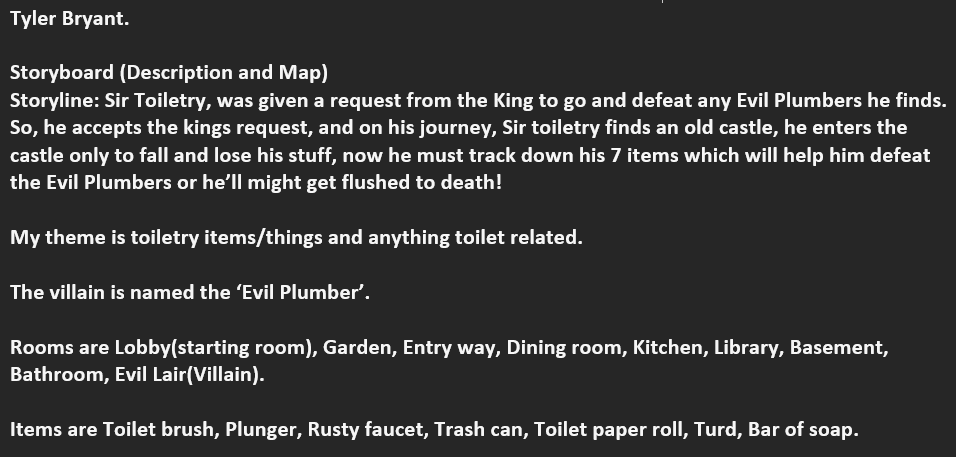 Tyler Bryant.
Storyboard (Description and Map)
Storyline: Sir Toiletry, was given a request from the King to go and defeat any Evil Plumbers he finds.
So, he accepts the kings request, and on his journey, Sir toiletry finds an old castle, he enters the
castle only to fall and lose his stuff, now he must track down his 7 items which will help him defeat
the Evil Plumbers or he’ll might get flushed to death!
My theme is toiletry items/things and anything toilet related.
The villain is named the ‘Evil Plumber’.
Rooms are Lobby(starting room), Garden, Entry way, Dining room, Kitchen, Library, Basement,
Bathroom, Evil Lair(Villain).
Items are Toilet brush, Plunger, Rusty faucet, Trash can, Toilet paper roll, Turd, Bar of soap.